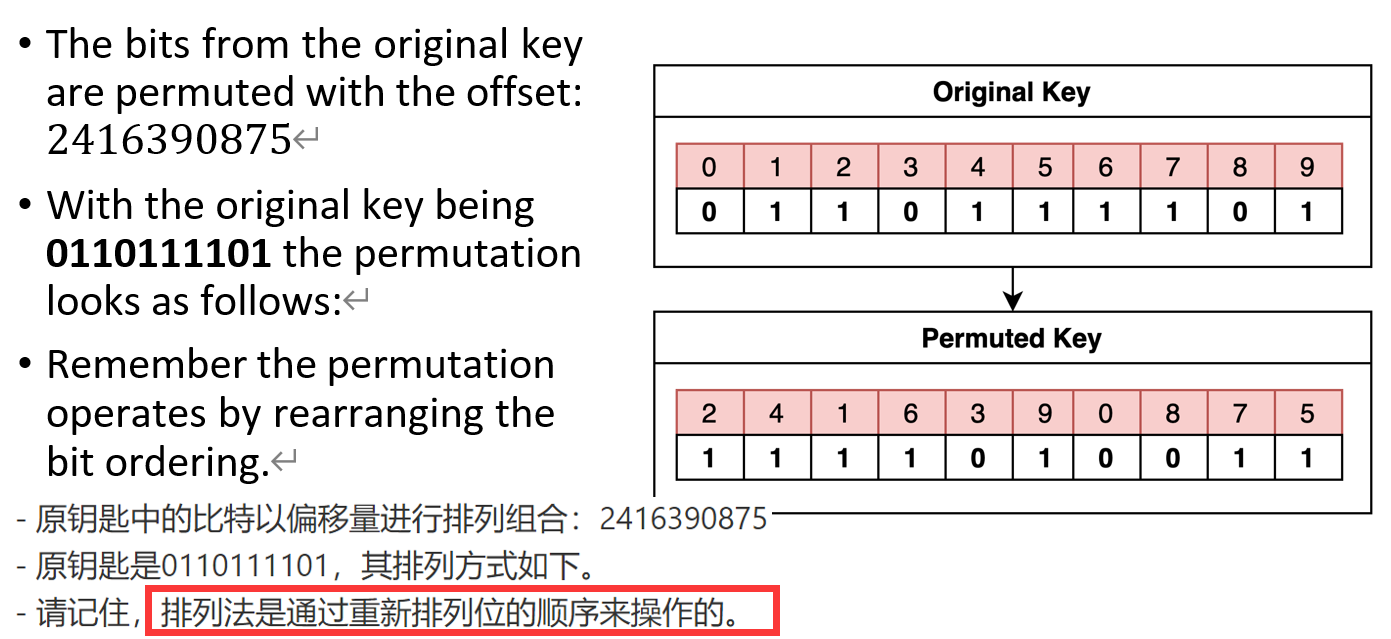 • The bits from the original key
are permuted with the offset:
2416390875↵
• With the original key being
0110111101 the permutation
looks as follows:↵
• Remember the permutation
operates by rearranging the
bit ordering.↵
Original Key
0 1 2 3 4 5 6 7 8 9
0 1 1 0 1 1 1 1 0 1
Permuted Key
2 4 1 6 3 9 0 8 7 5
1 1 1 1 0 1 0 0 1 1
- 原钥匙中的比特以偏移量进行排列组合：2416390875
- 原钥匙是0110111101，其排列方式如下。
- 请记住，排列法是通过重新排列位的顺序来操作的。